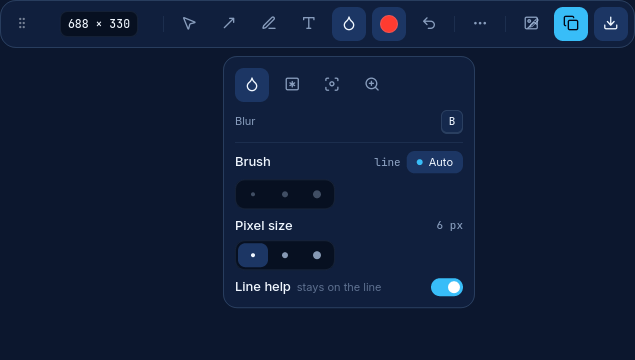 688 × 330
T
Blur B
Brush line Auto
Pixel size 6 px
Line help stays on the line